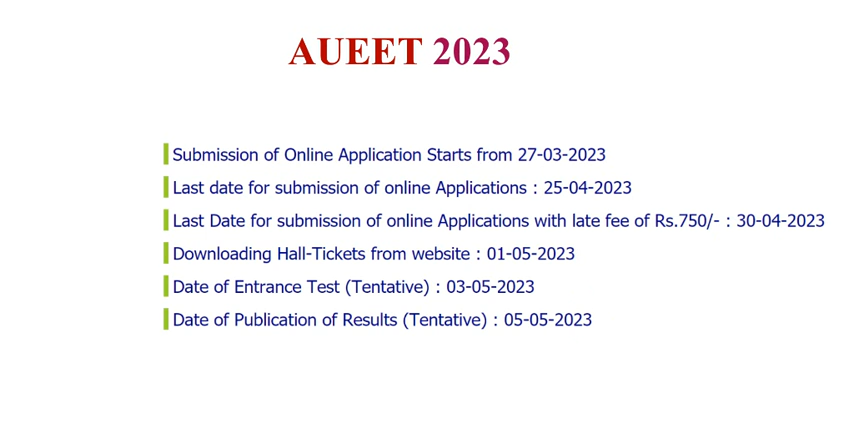 AUEET 2023
Submission of Online Application Starts from 27-03-2023
Last date for submission of online Applications : 25-04-2023
Last Date for submission of online Applications with late fee of Rs.750/- : 30-04-2023
Downloading Hall-Tickets from website : 01-05-2023
Date of Entrance Test (Tentative) : 03-05-2023
Date of Publication of Results (Tentative) : 05-05-2023